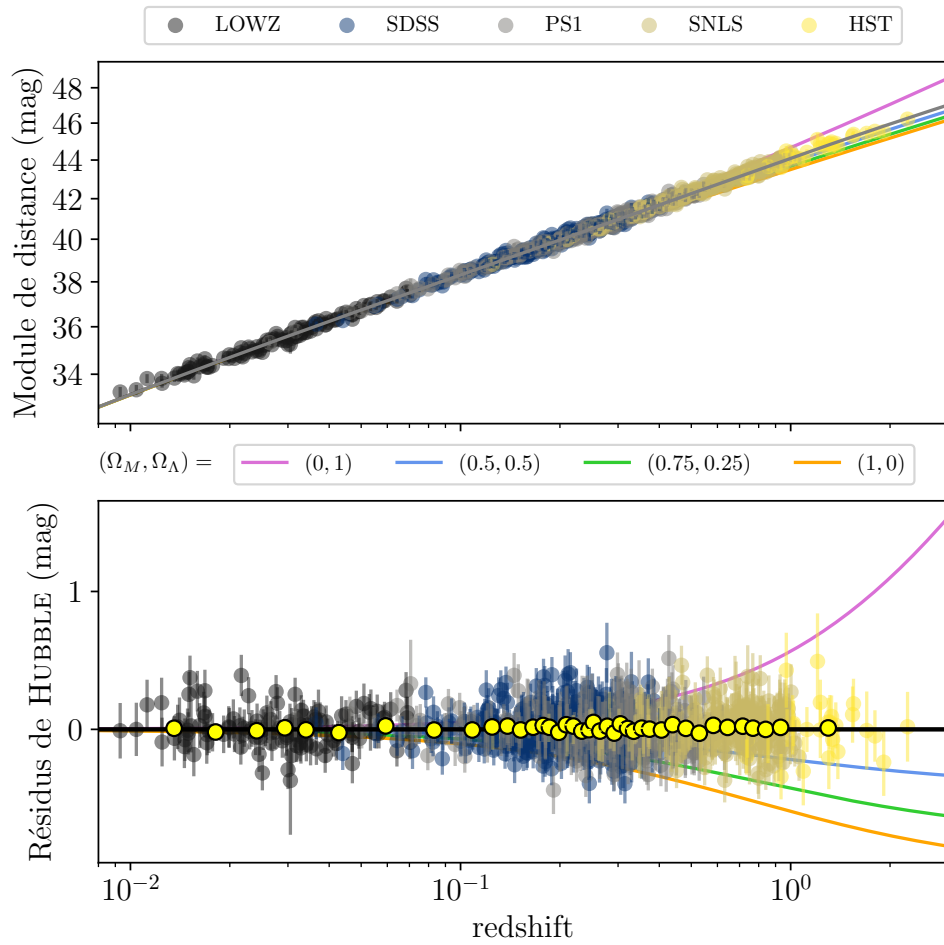 LOWZ SDSS PS1 SNLS HST
Module de distance (mag)
48
46
44
42
40
38
36
34
(Ω_M, Ω_Λ) = (0, 1) (0.5, 0.5) (0.75, 0.25) (1, 0)
Résidus de HUBBLE (mag)
1
0
10⁻² 10⁻¹ 10⁰
redshift